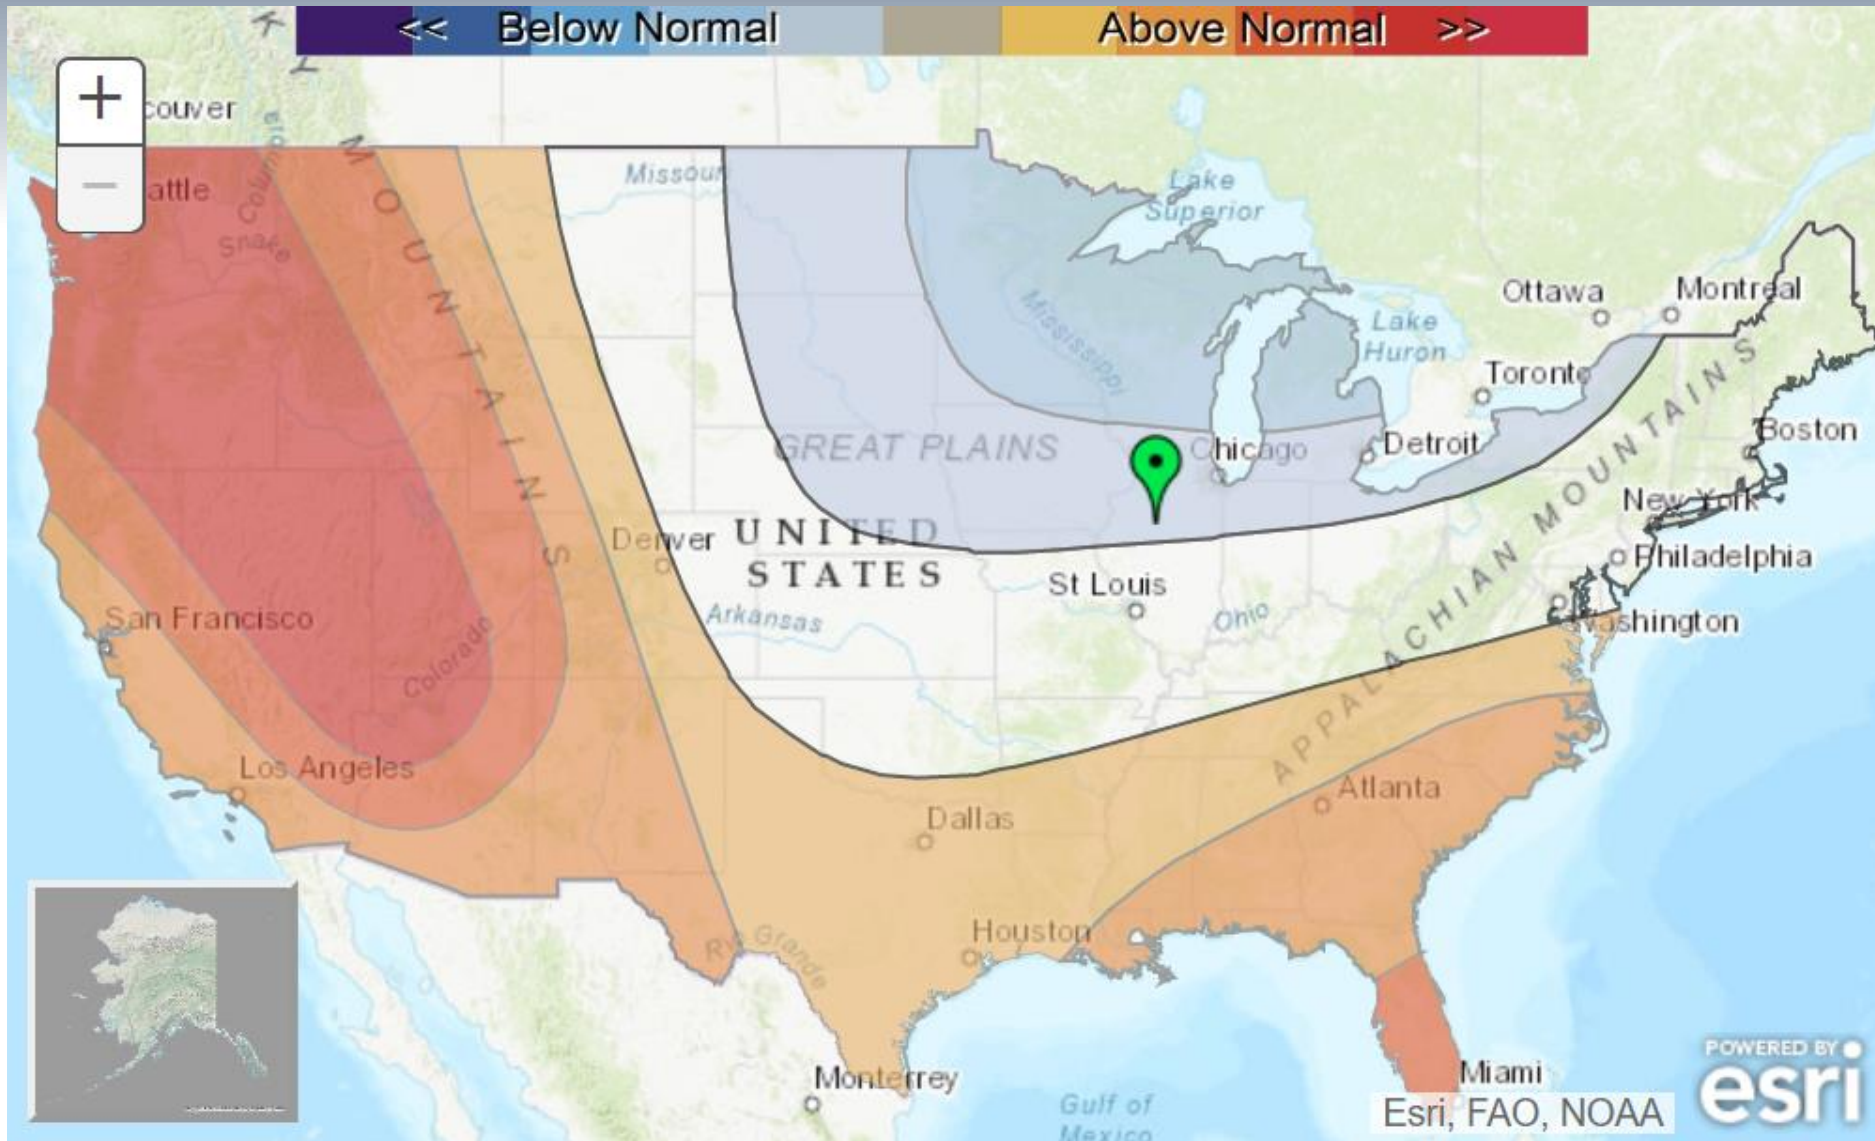 << Below Normal Above Normal >>
K Y
+
couver
−
attle
Columbia
Snake
M O U N T A I N S
Missour
Lake
Superior
Mississippi
Lake
Huron
Ottawa
Montreal
Toronto
Boston
Detroit
Chicago
GREAT PLAINS
New York
Philadelphia
Washington
APPALACHIAN MOUNTAINS
Denver
UNITED
STATES
St Louis
Arkansas
Ohio
San Francisco
Colorado
Los Angeles
Dallas
Atlanta
Houston
Rio Grande
Monterrey
Miami
Gulf of
Mexico
Esri, FAO, NOAA
POWERED BY
esri